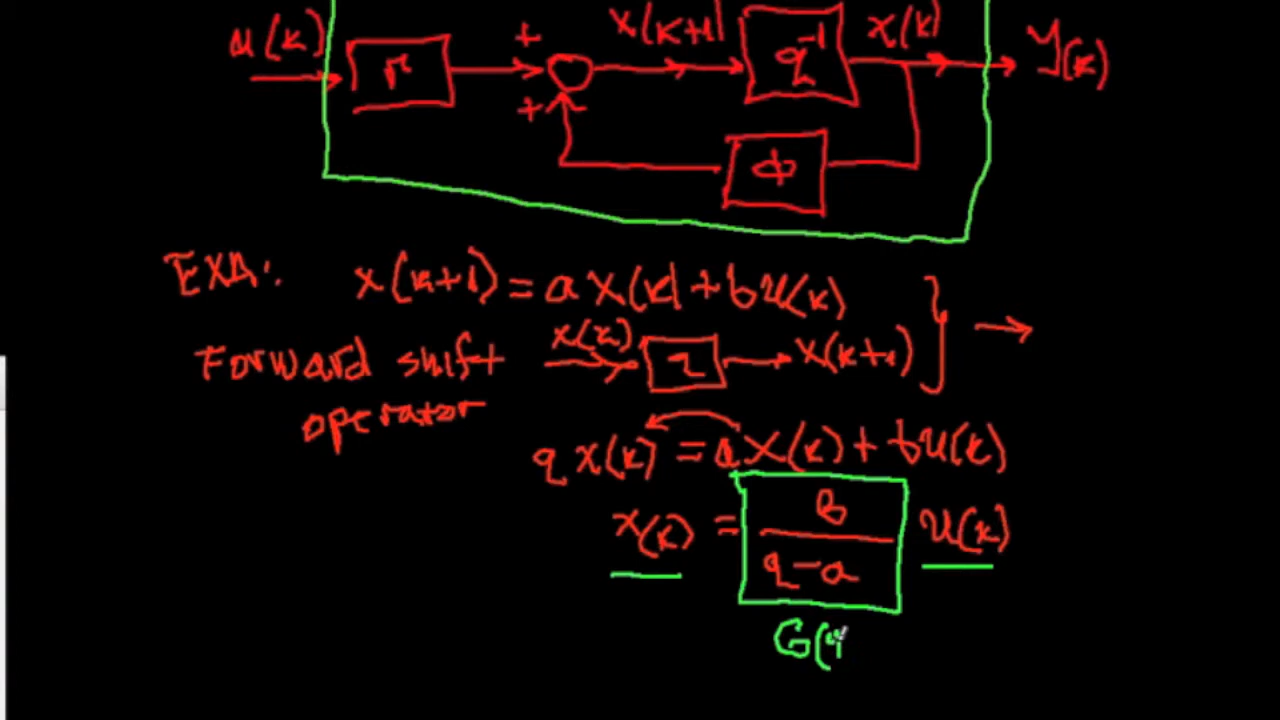 u(k) Γ + + x(k+1) q⁻¹ x(k) y(k)
Φ
EXA: x(k+1) = a x(k) + b u(k)
Forward shift x(k) q x(k+1)
operator
q x(k) = a x(k) + b u(k)
x(k) = b / (q - a) u(k)
G(q